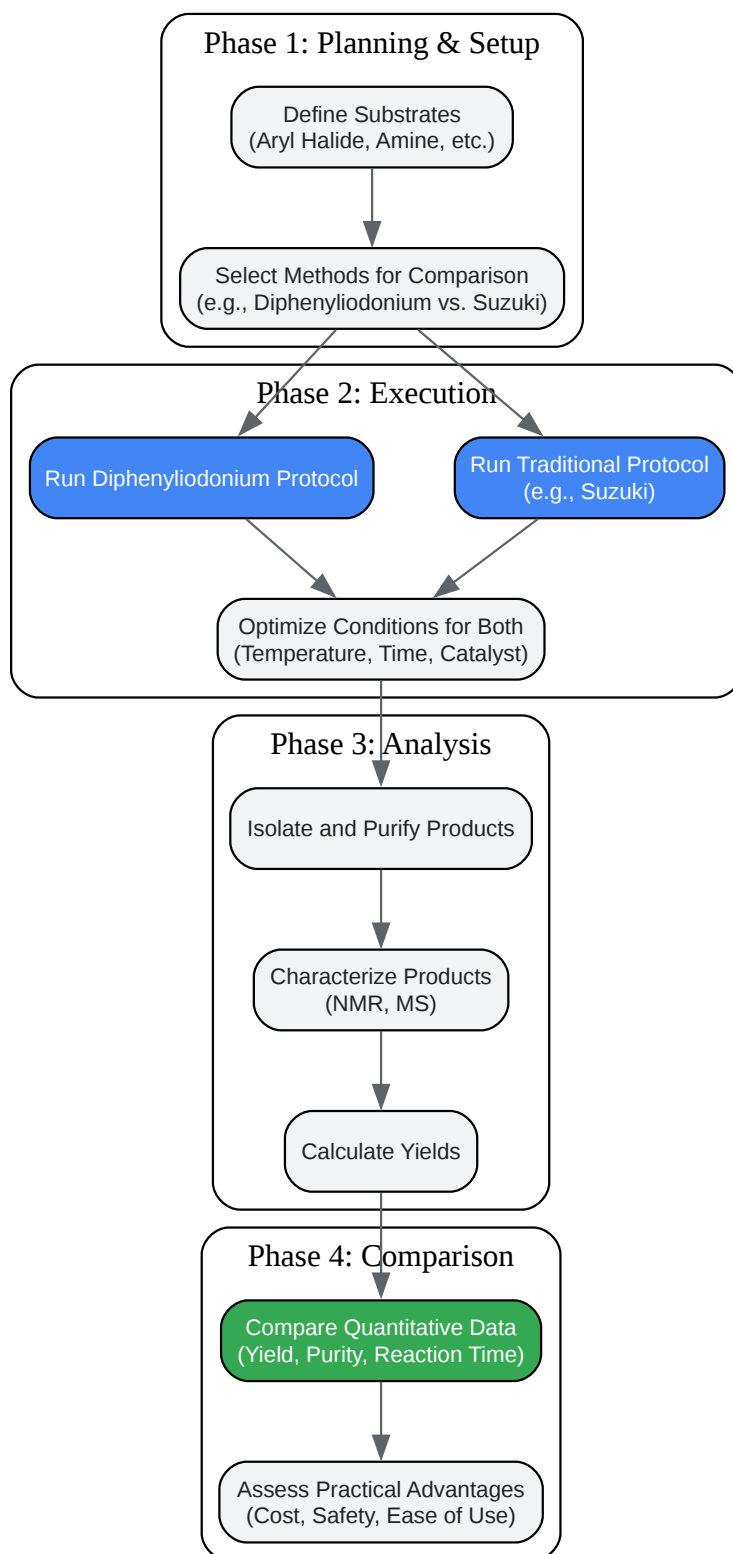 Phase 1: Planning & Setup
Define Substrates
(Aryl Halide, Amine, etc.)
Select Methods for Comparison
(e.g., Diphenyliodonium vs. Suzuki)
Phase 2: Execution
Run Diphenyliodonium Protocol
Run Traditional Protocol
(e.g., Suzuki)
Optimize Conditions for Both
(Temperature, Time, Catalyst)
Phase 3: Analysis
Isolate and Purify Products
Characterize Products
(NMR, MS)
Calculate Yields
Phase 4: Comparison
Compare Quantitative Data
(Yield, Purity, Reaction Time)
Assess Practical Advantages
(Cost, Safety, Ease of Use)